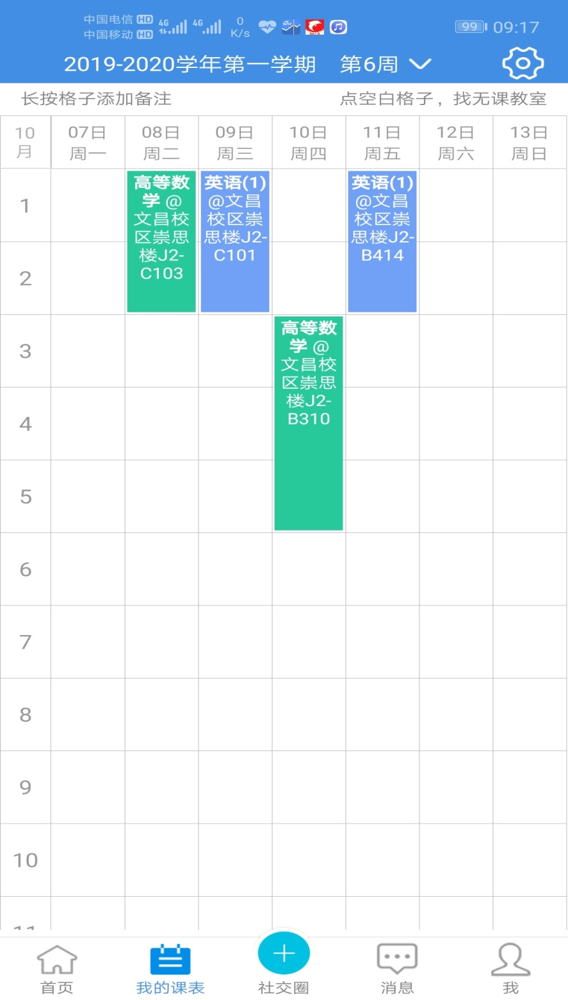 中国电信 HD 4G 4G 0 99 09:17
中国移动 HD K/s
2019-2020学年第一学期 第6周
长按格子添加备注 点空白格子，找无课教室
10 07日 08日 09日 10日 11日 12日 13日
月 周一 周二 周三 周四 周五 周六 周日
1
2
3
4
5
6
7
8
9
10
11
高等数
学 @
文昌校
区崇思
楼J2-
C103
英语(1)
@文昌
校区崇
思楼J2-
C101
高等数
学 @
文昌校
区崇思
楼J2-
B310
英语(1)
@文昌
校区崇
思楼J2-
B414
首页 我的课表 社交圈 消息 我